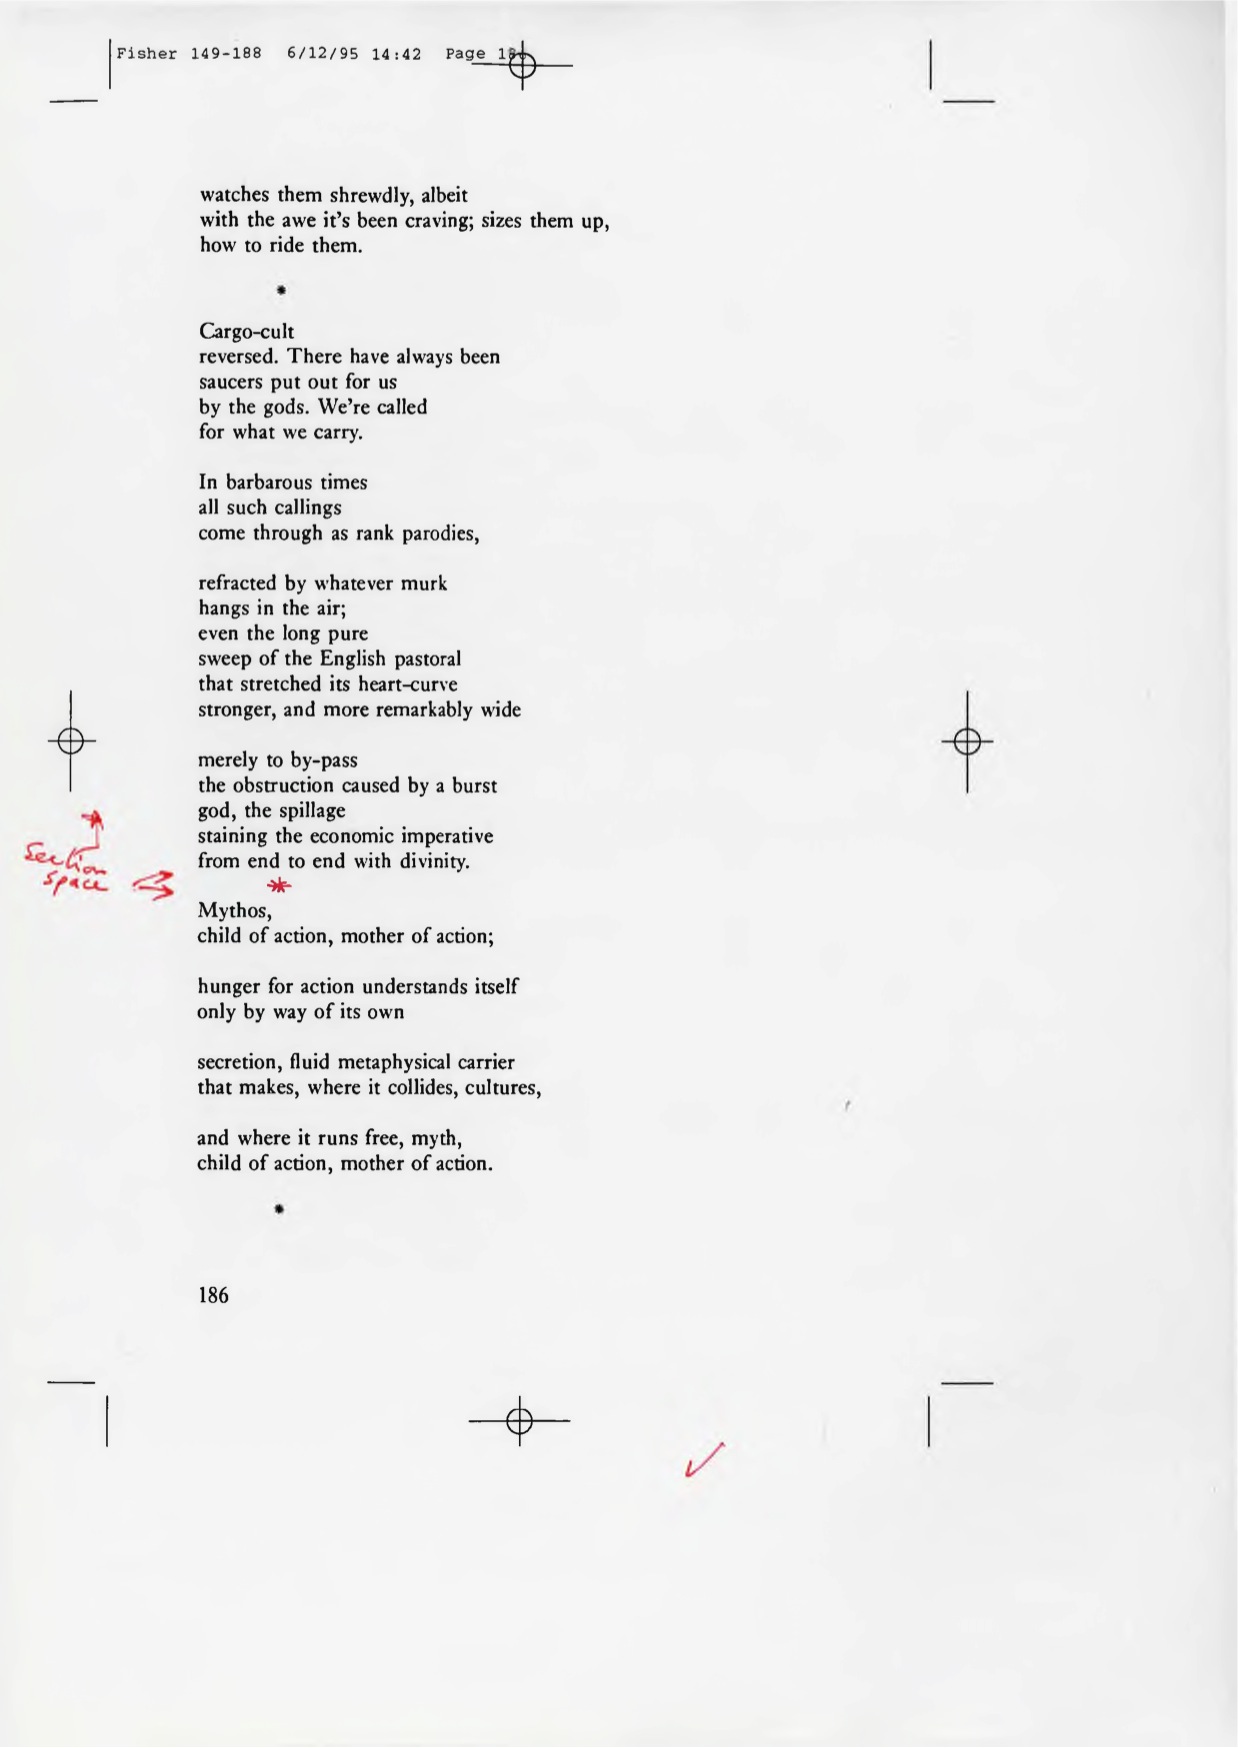 Fisher 149-188 6/12/95 14:42 Page 186
watches them shrewdly, albeit
with the awe it's been craving; sizes them up,
how to ride them.
*
Cargo-cult
reversed. There have always been
saucers put out for us
by the gods. We're called
for what we carry.
In barbarous times
all such callings
come through as rank parodies,
refracted by whatever murk
hangs in the air;
even the long pure
sweep of the English pastoral
that stretched its heart-curve
stronger, and more remarkably wide
merely to by-pass
the obstruction caused by a burst
god, the spillage
staining the economic imperative
from end to end with divinity.
Section
space
*
Mythos,
child of action, mother of action;
hunger for action understands itself
only by way of its own
secretion, fluid metaphysical carrier
that makes, where it collides, cultures,
and where it runs free, myth,
child of action, mother of action.
*
186